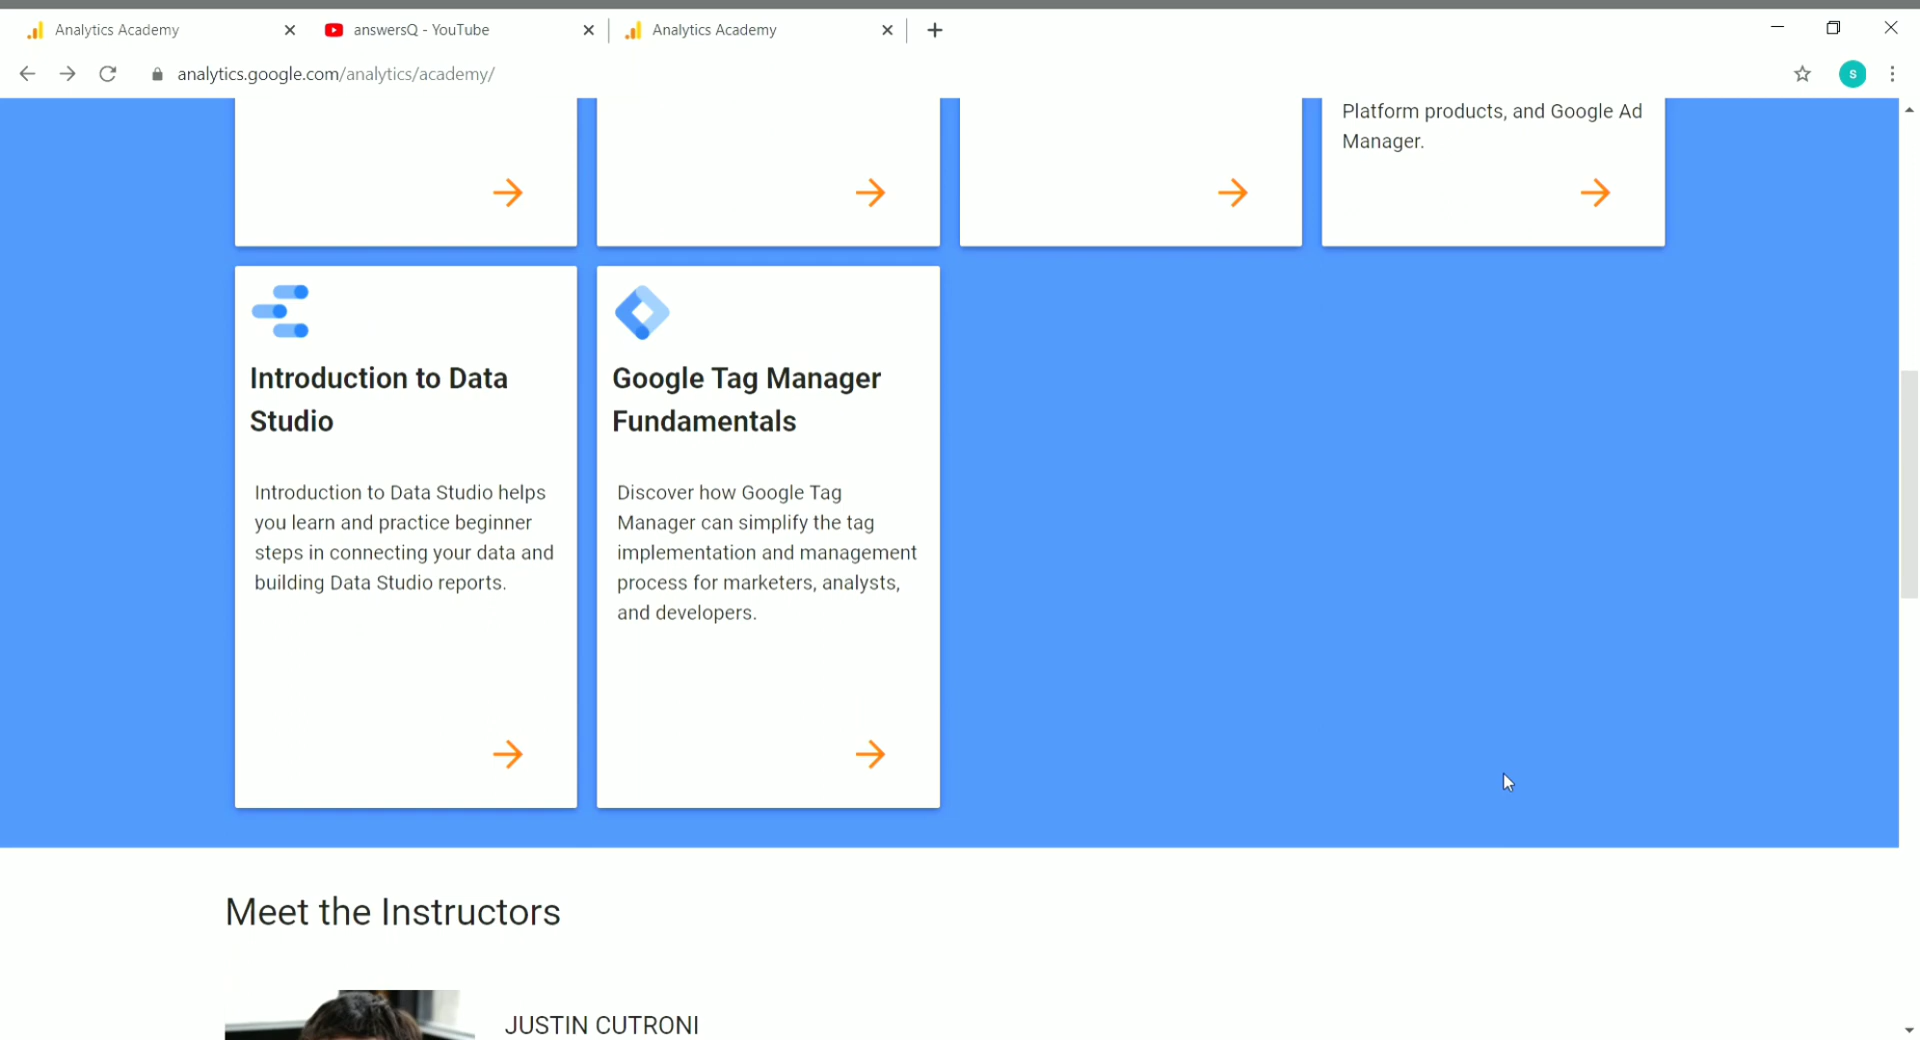 Analytics Academy
answersQ - YouTube
Analytics Academy
analytics.google.com/analytics/academy/
S
Platform products, and Google Ad
Manager.
Introduction to Data
Studio
Introduction to Data Studio helps
you learn and practice beginner
steps in connecting your data and
building Data Studio reports.
Google Tag Manager
Fundamentals
Discover how Google Tag
Manager can simplify the tag
implementation and management
process for marketers, analysts,
and developers.
Meet the Instructors
JUSTIN CUTRONI